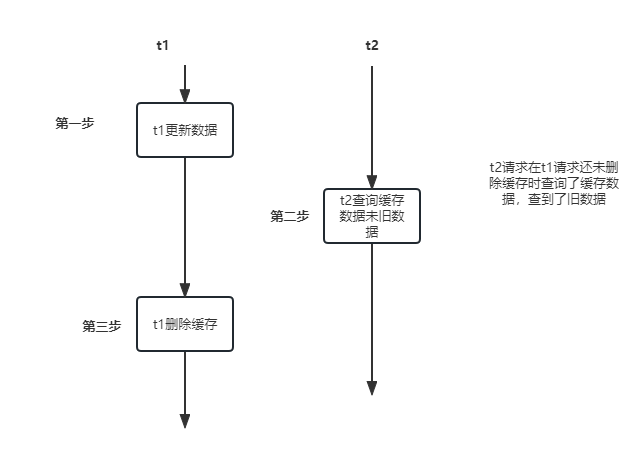 t1
t2
第一步
t1更新数据
t2请求在t1请求还未删
除缓存时查询了缓存数
据，查到了旧数据
第二步
t2查询缓存
数据未旧数
据
第三步
t1删除缓存